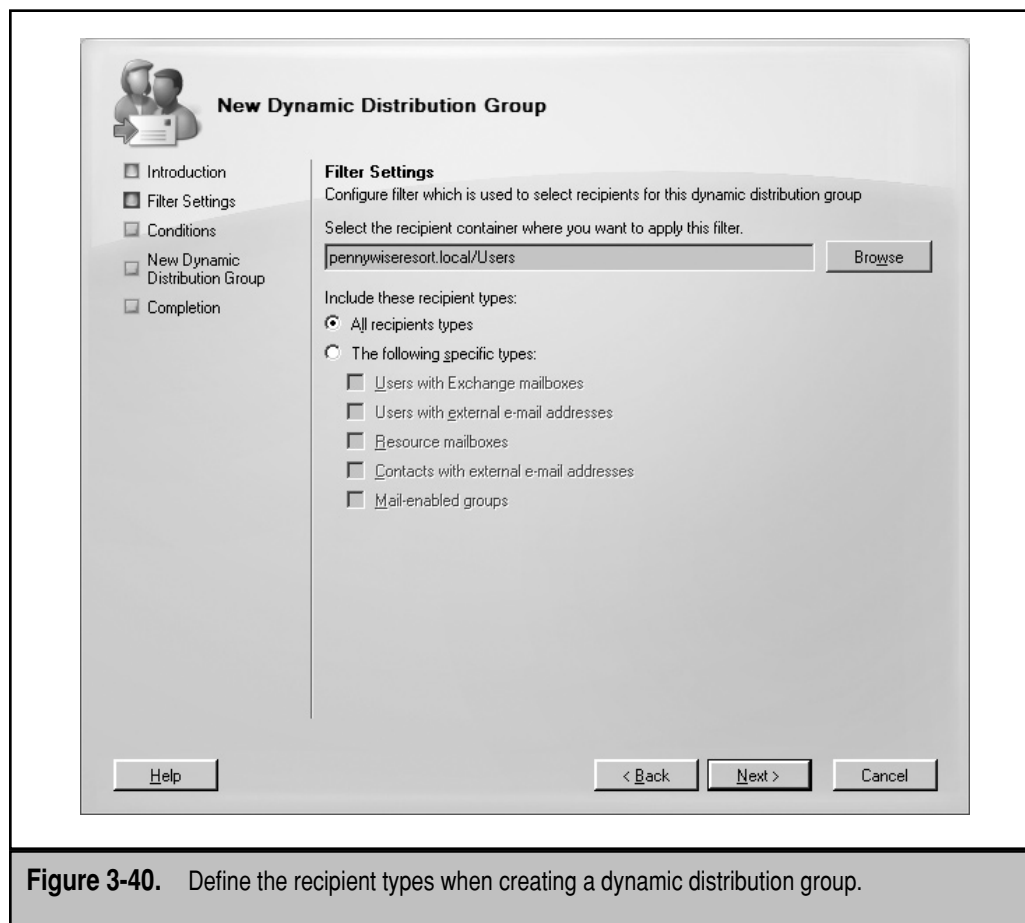 New Dynamic Distribution Group
Introduction
Filter Settings
Conditions
New Dynamic
Distribution Group
Completion
Filter Settings
Configure filter which is used to select recipients for this dynamic distribution group
Select the recipient container where you want to apply this filter.
pennywiseresort.local/Users
Browse
Include these recipient types:
All recipients types
The following specific types:
Users with Exchange mailboxes
Users with external e-mail addresses
Resource mailboxes
Contacts with external e-mail addresses
Mail-enabled groups
Help
< Back
Next >
Cancel
Figure 3-40. Define the recipient types when creating a dynamic distribution group.